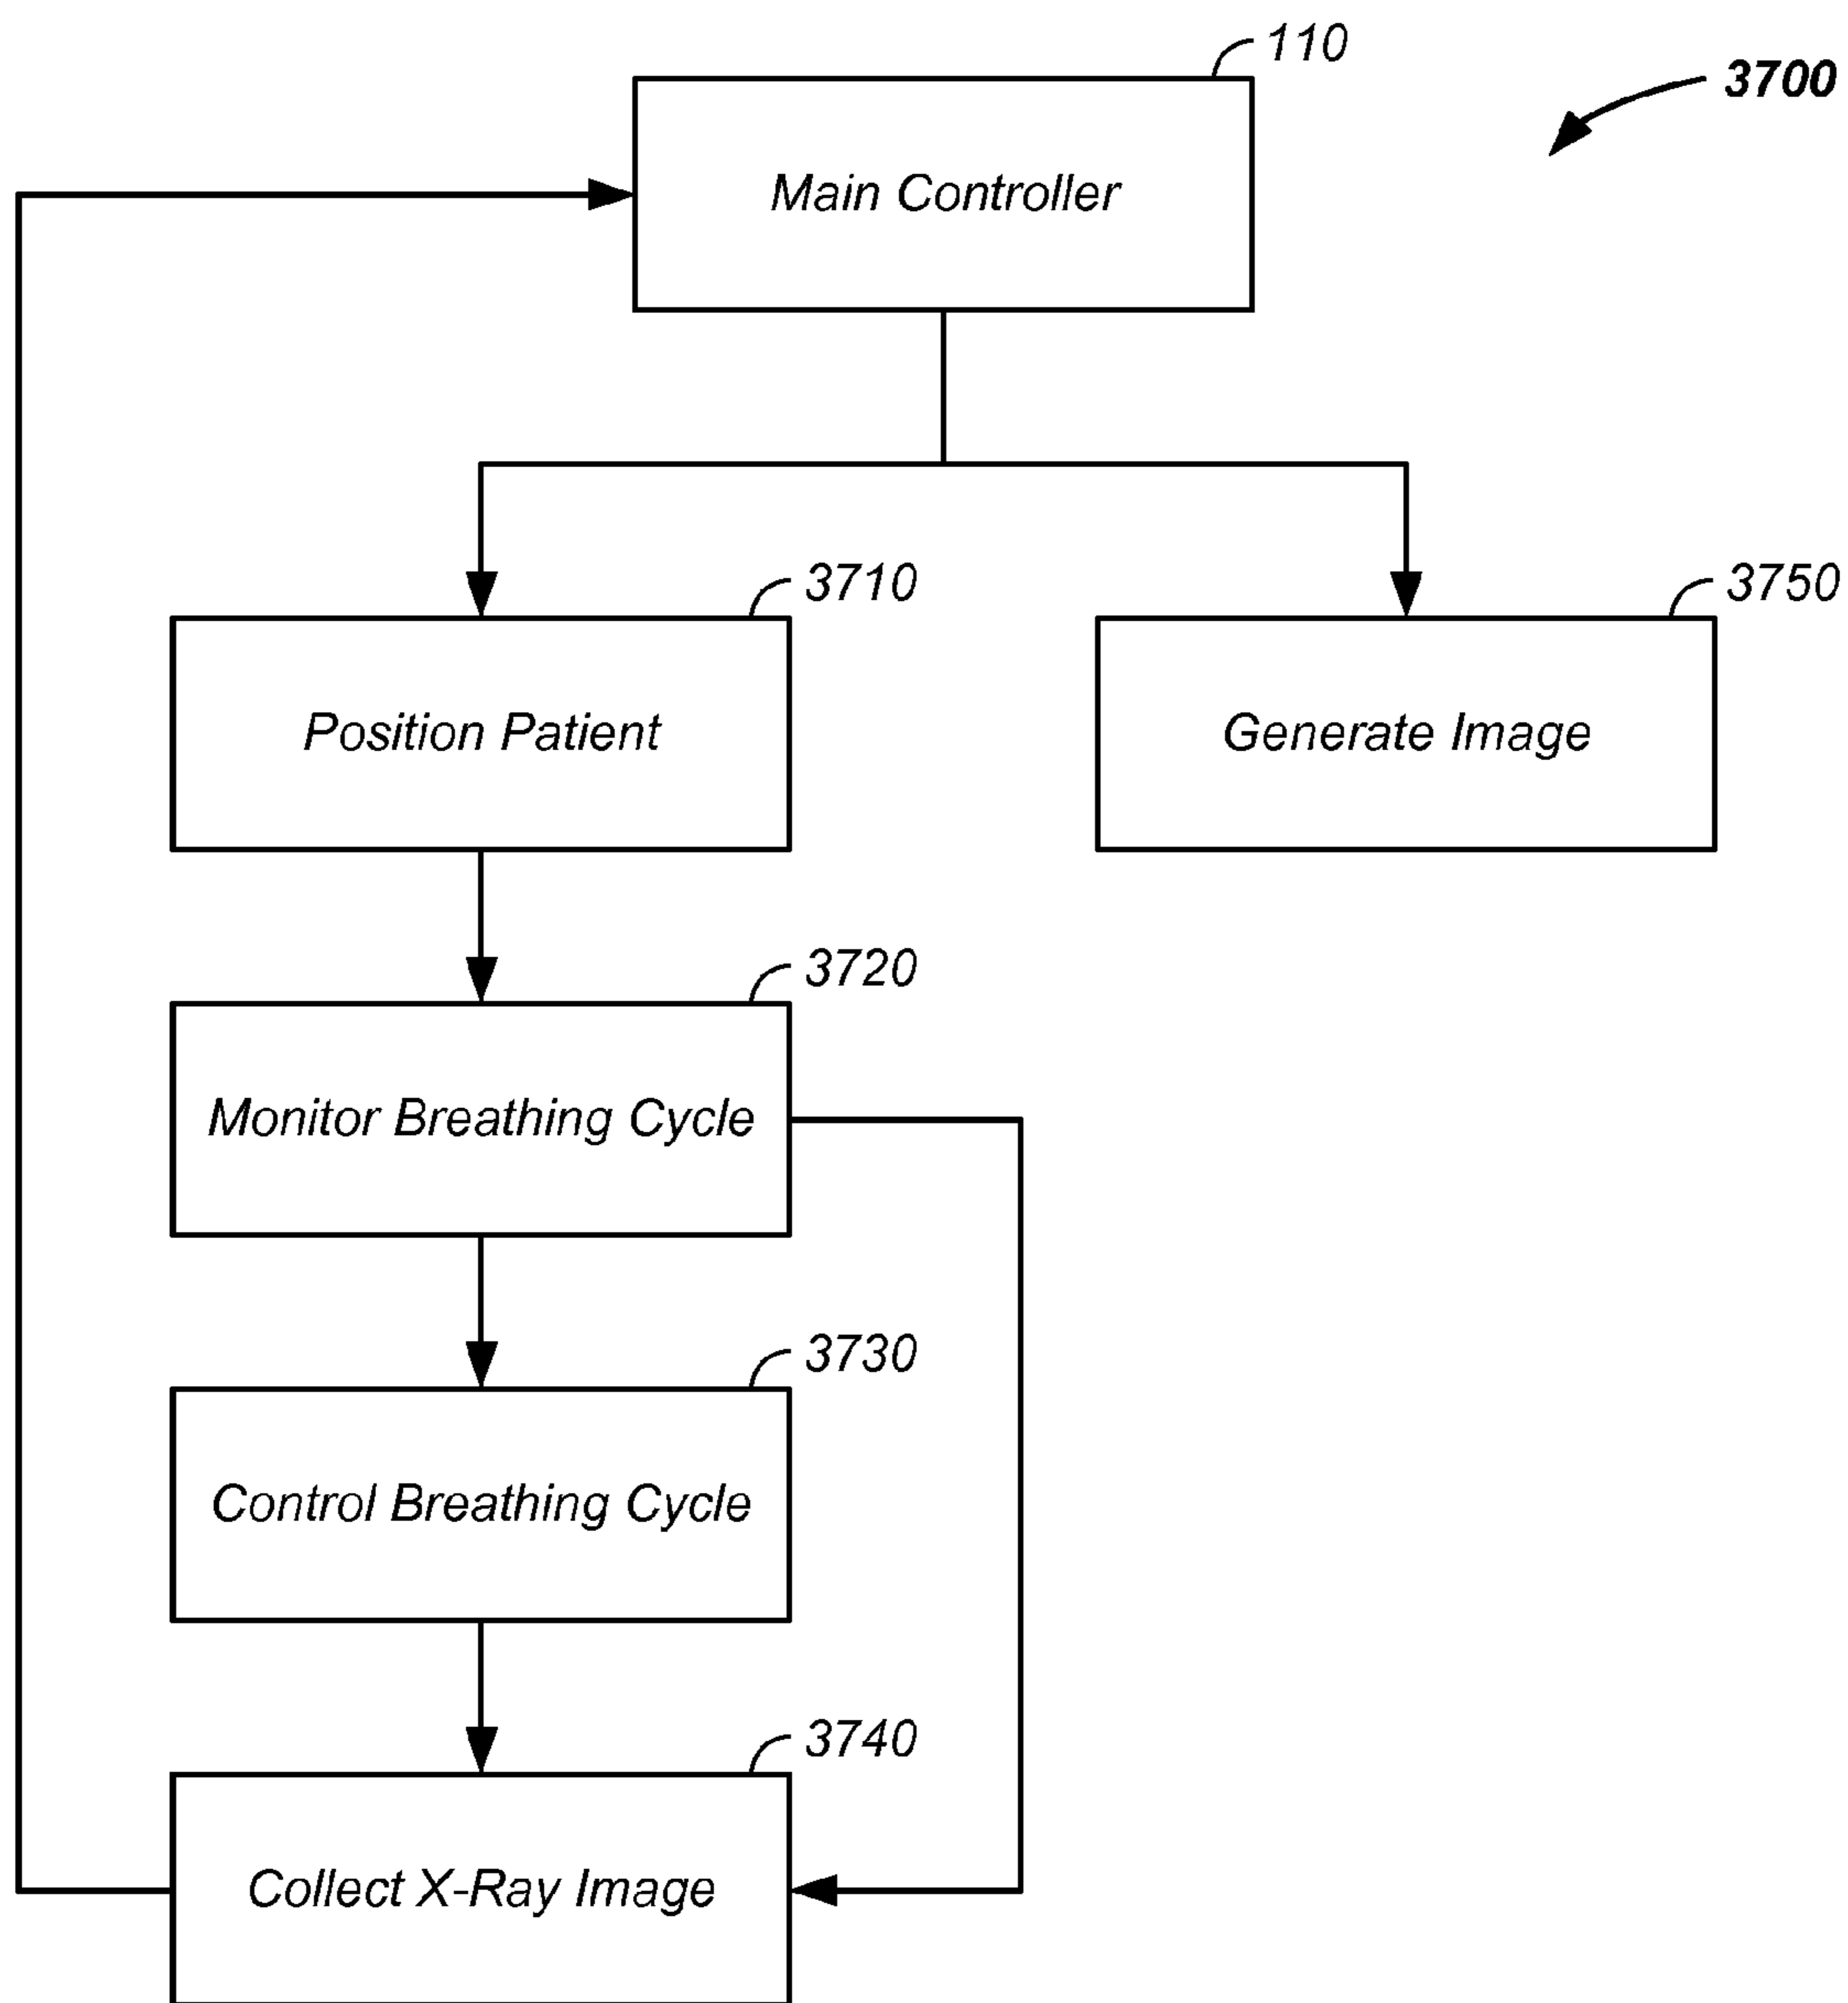 110
3700
Main Controller
3710
3750
Position Patient
Generate Image
3720
Monitor Breathing Cycle
3730
Control Breathing Cycle
3740
Collect X-Ray Image